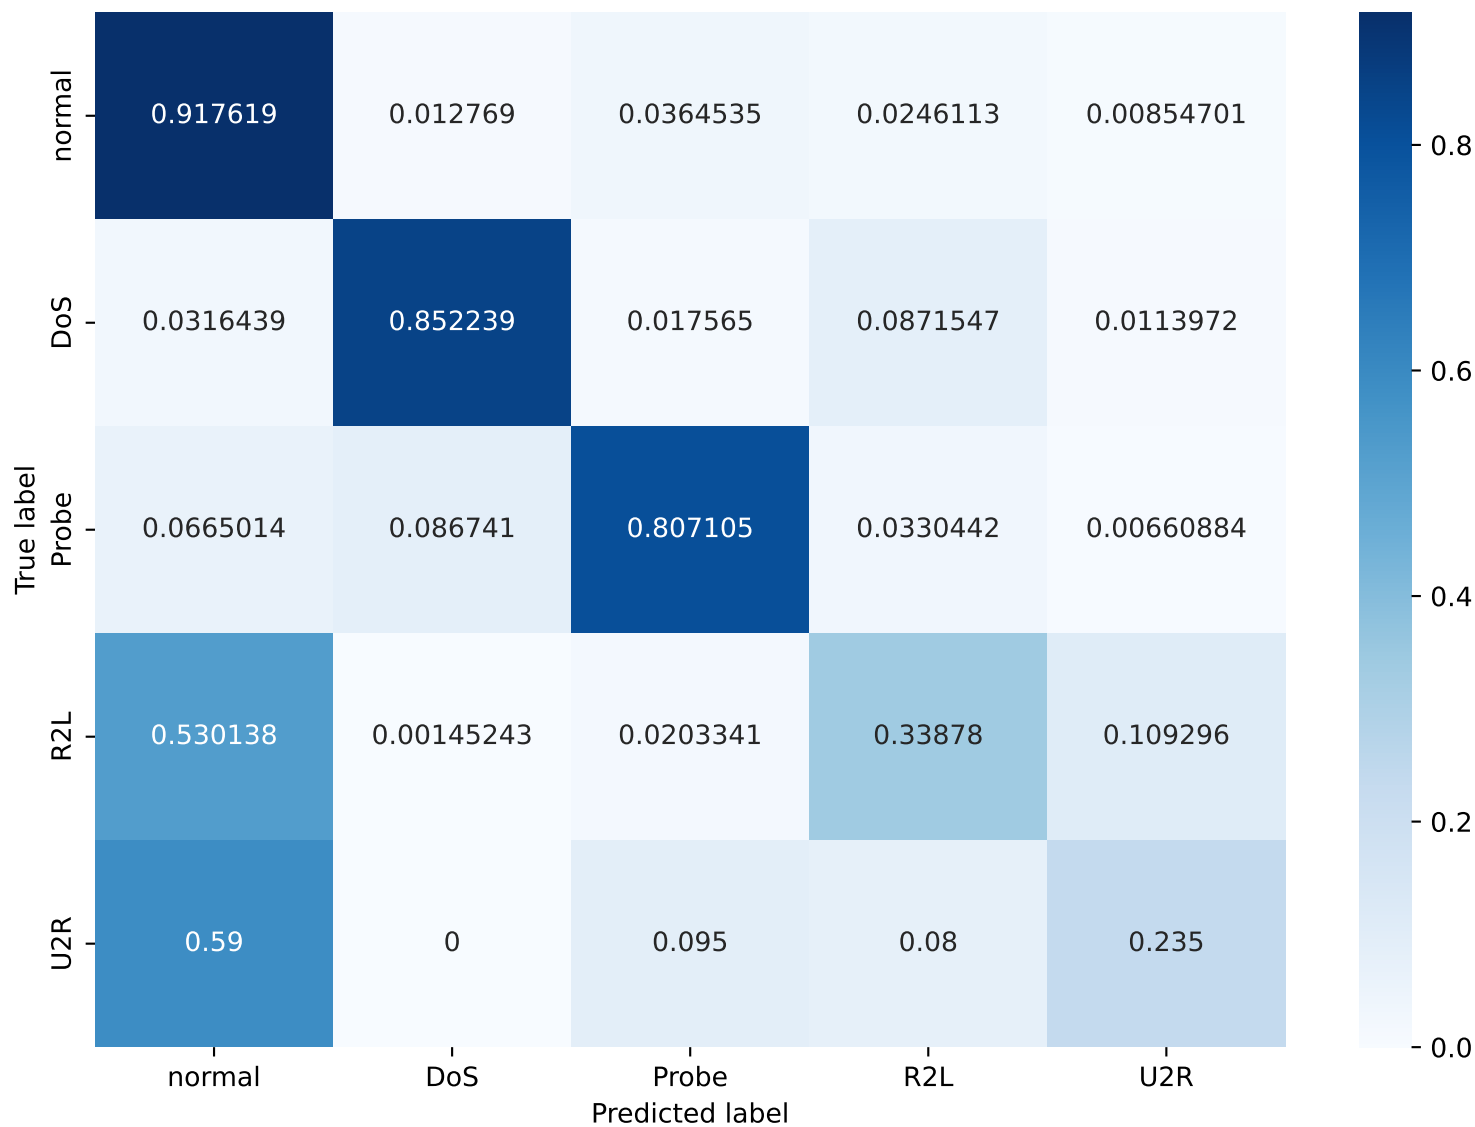 normal 0.917619 0.012769 0.0364535 0.0246113 0.00854701
DoS 0.0316439 0.852239 0.017565 0.0871547 0.0113972
True label
Probe 0.0665014 0.086741 0.807105 0.0330442 0.00660884
R2L 0.530138 0.00145243 0.0203341 0.33878 0.109296
U2R 0.59 0 0.095 0.08 0.235
normal DoS Probe R2L U2R
Predicted label
0.8
0.6
0.4
0.2
0.0